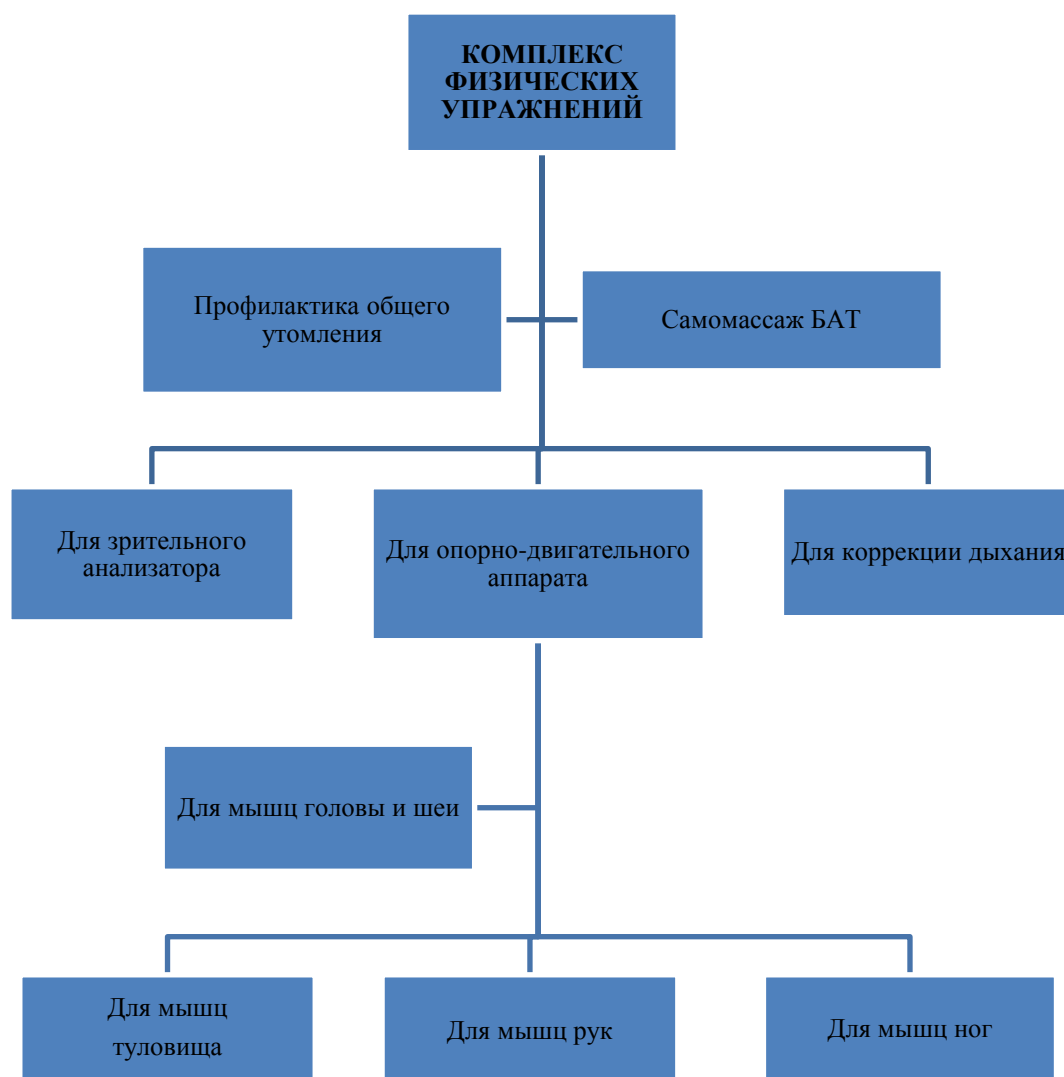 КОМПЛЕКС
ФИЗИЧЕСКИХ
УПРАЖНЕНИЙ
Профилактика общего
утомления
Самомассаж БАТ
Для зрительного
анализатора
Для опорно-двигательного
аппарата
Для коррекции дыхания
Для мышц головы и шеи
Для мышц
туловища
Для мышц рук
Для мышц ног